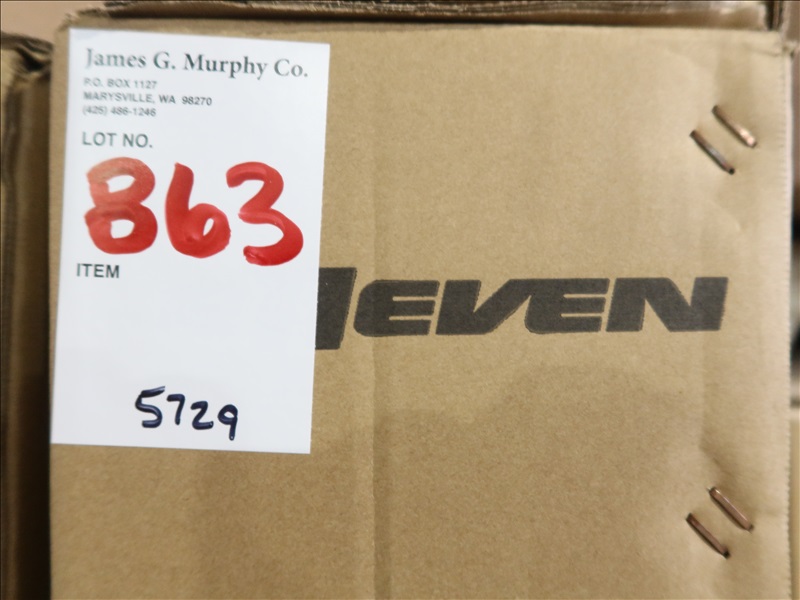 James G. Murphy Co.
P.O. BOX 1127
MARYSVILLE, WA 98270
(425) 486-1246
LOT NO.
863
ITEM
5729
EVEN